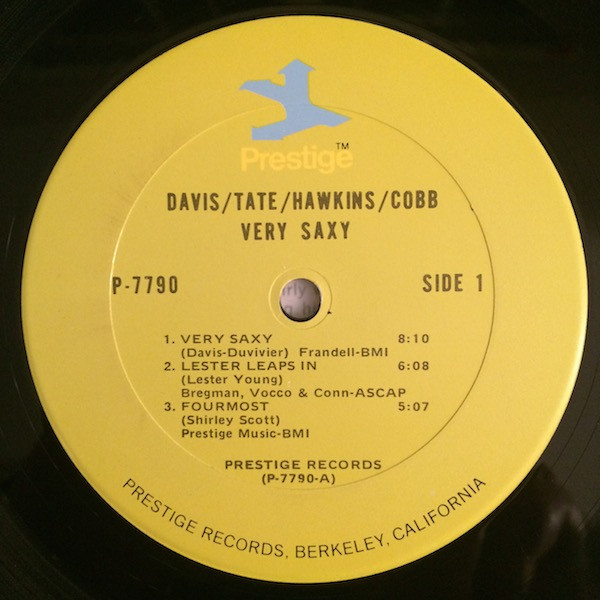 Prestige TM
DAVIS/TATE/HAWKINS/COBB
VERY SAXY
P-7790
SIDE 1
1. VERY SAXY 8:10
(Davis-Duvivier) Frandell-BMI
2. LESTER LEAPS IN 6:08
(Lester Young)
Bregman, Vocco & Conn-ASCAP
3. FOURMOST 5:07
(Shirley Scott)
Prestige Music-BMI
PRESTIGE RECORDS
(P-7790-A)
PRESTIGE RECORDS, BERKELEY, CALIFORNIA